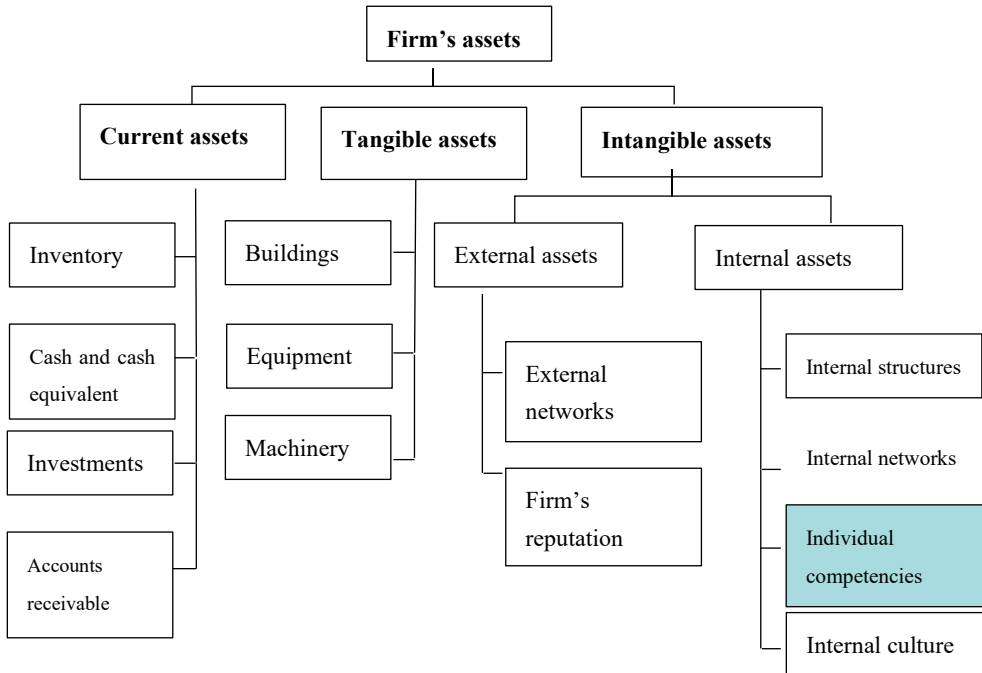 Firm’s assets
Current assets
Tangible assets
Intangible assets
Inventory
Cash and cash
equivalent
Investments
Accounts
receivable
Buildings
Equipment
Machinery
External assets
External
networks
Firm’s
reputation
Internal assets
Internal structures
Internal networks
Individual
competencies
Internal culture